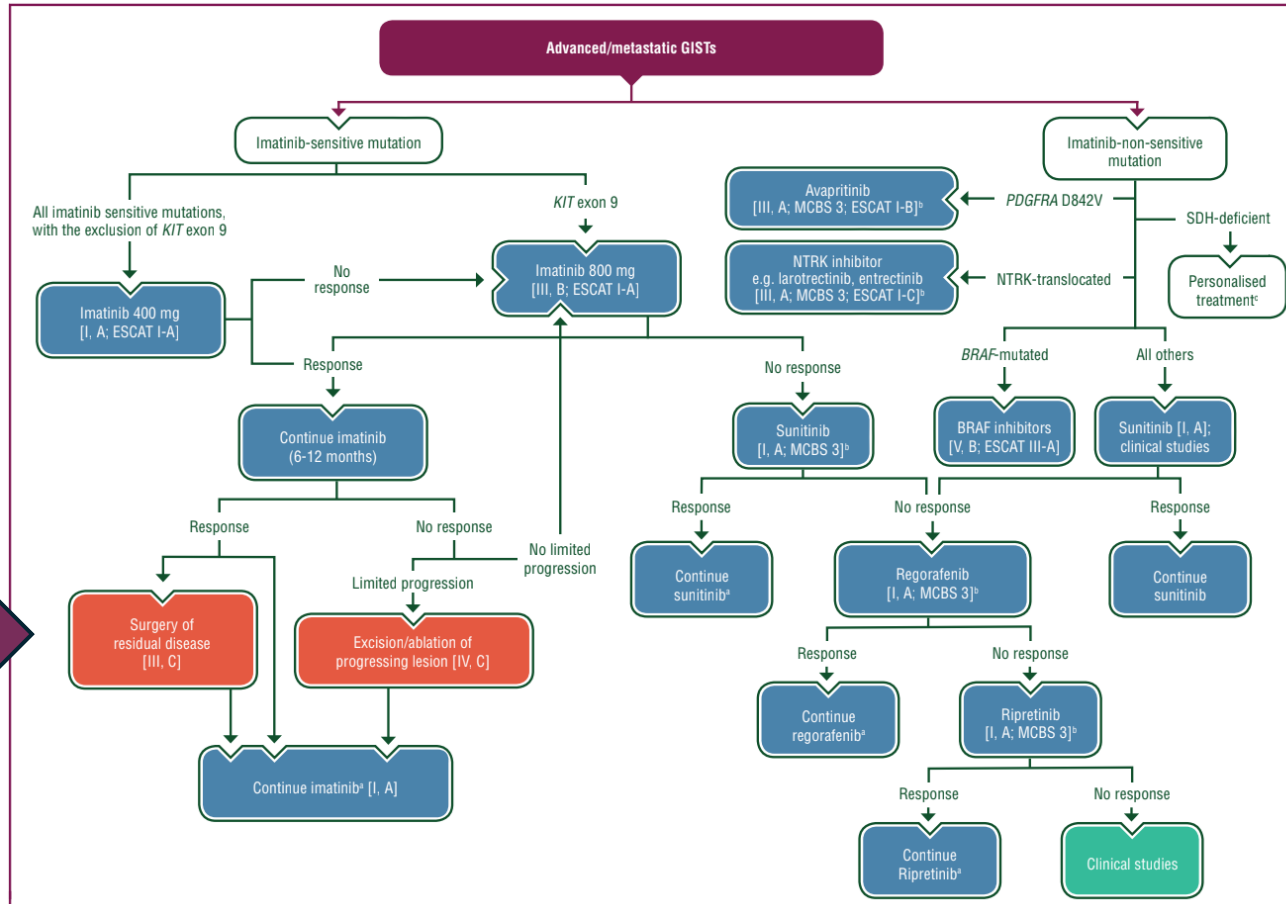 Advanced/metastatic GISTs
Imatinib-sensitive mutation
Imatinib-non-sensitive
mutation
All imatinib sensitive mutations,
with the exclusion of KIT exon 9
KIT exon 9
Avapritinib
[III, A; MCBS 3; ESCAT I-B]ᵇ
PDGFRA D842V
SDH-deficient
No
response
Imatinib 800 mg
[III, B; ESCAT I-A]
NTRK inhibitor
e.g. larotrectinib, entrectinib
[III, A; MCBS 3; ESCAT I-C]ᵇ
NTRK-translocated
Personalised
treatmentᶜ
Imatinib 400 mg
[I, A; ESCAT I-A]
Response
No response
BRAF-mutated
All others
Continue imatinib
(6-12 months)
Sunitinib
[I, A; MCBS 3]ᵇ
BRAF inhibitors
[V, B; ESCAT III-A]
Sunitinib [I, A];
clinical studies
Response
No response
Response
No response
Response
No limited
progression
Limited progression
Continue
sunitinibᵃ
Regorafenib
[I, A; MCBS 3]ᵇ
Continue
sunitinib
Surgery of
residual disease
[III, C]
Excision/ablation of
progressing lesion [IV, C]
Response
No response
Continue
regorafenibᵃ
Ripretinib
[I, A; MCBS 3]ᵇ
Continue imatinibᵃ [I, A]
Response
No response
Continue
Ripretinibᵃ
Clinical studies